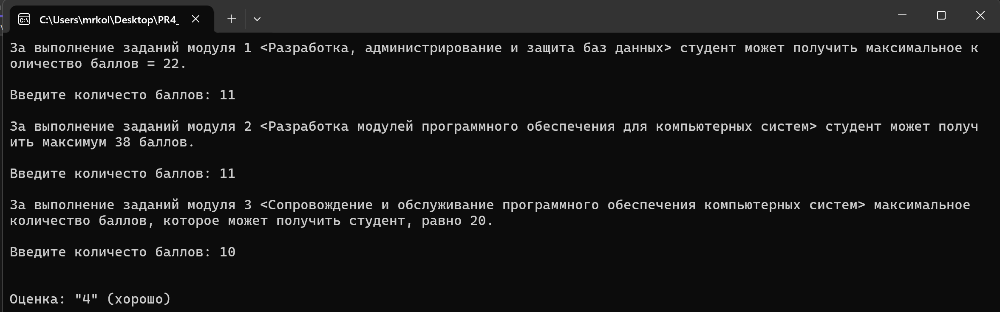 C:\Users\mrkol\Desktop\PR4_
За выполнение заданий модуля 1 <Разработка, администрирование и защита баз данных> студент может получить максимальное к
оличество баллов = 22.
Введите количесто баллов: 11
За выполнение заданий модуля 2 <Разработка модулей программного обеспечения для компьютерных систем> студент может получ
ить максимум 38 баллов.
Введите количесто баллов: 11
За выполнение заданий модуля 3 <Сопровождение и обслуживание программного обеспечения компьютерных систем> максимальное
количество баллов, которое может получить студент, равно 20.
Введите количесто баллов: 10
Оценка: "4" (хорошо)